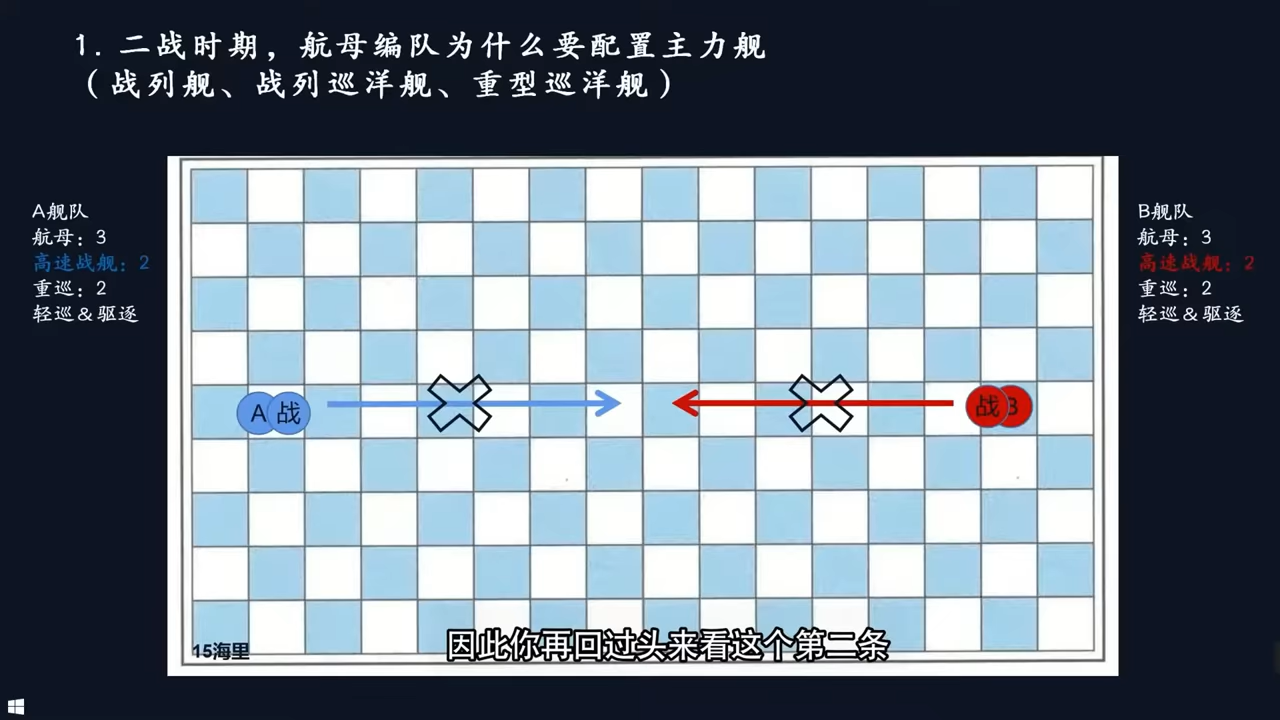 1. 二战时期，航母编队为什么要配置主力舰
（战列舰、战列巡洋舰、重型巡洋舰）
A舰队
航母：3
高速战舰：2
重巡：2
轻巡＆驱逐
B舰队
航母：3
高速战舰：2
重巡：2
轻巡＆驱逐
A 战
战 B
15海里
因此你再回过头来看这个第二条